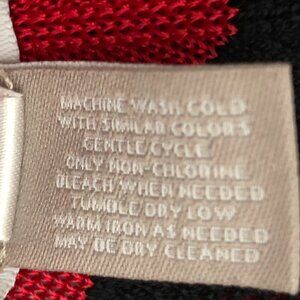 MACHINE WASH COLD
WITH SIMILAR COLORS
GENTLE CYCLE
ONLY NON-CHLORINE
BLEACH WHEN NEEDED
TUMBLE DRY LOW
WARM IRON AS NEEDED
MAY BE DRY CLEANED